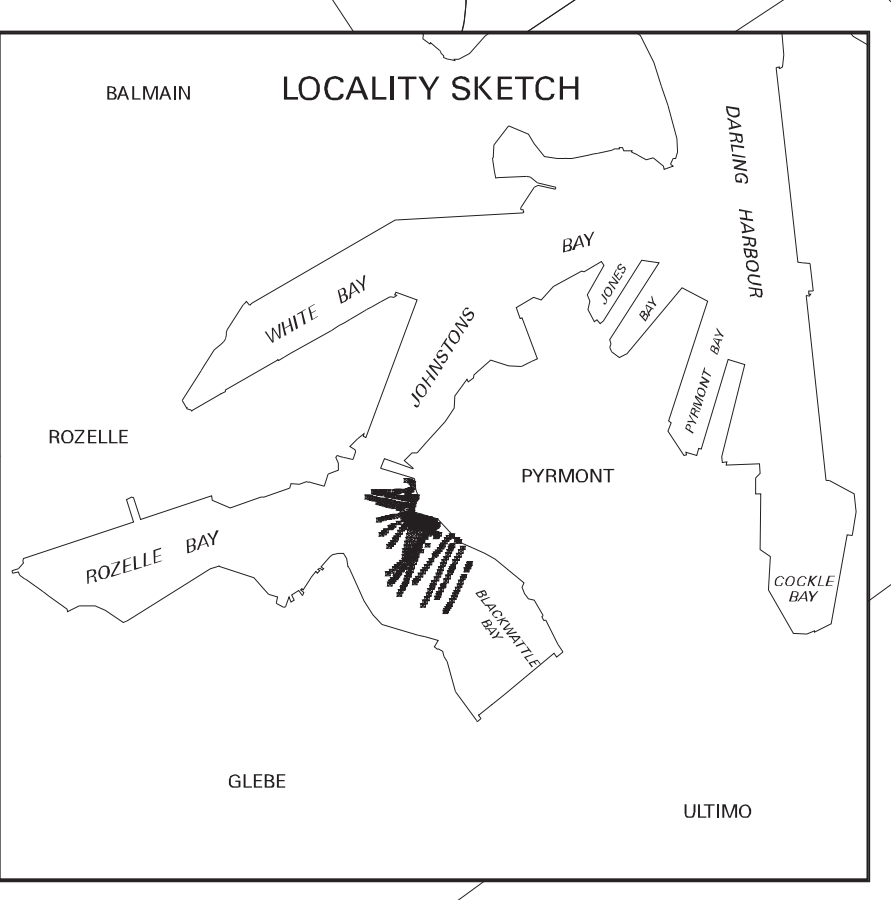 LOCALITY SKETCH
BALMAIN
DARLING HARBOUR
BAY
JONES
BAY
WHITE BAY
JOHNSTONS
PYRMONT BAY
ROZELLE
PYRMONT
ROZELLE BAY
COCKLE
BAY
BLACKWATTLE
BAY
GLEBE
ULTIMO